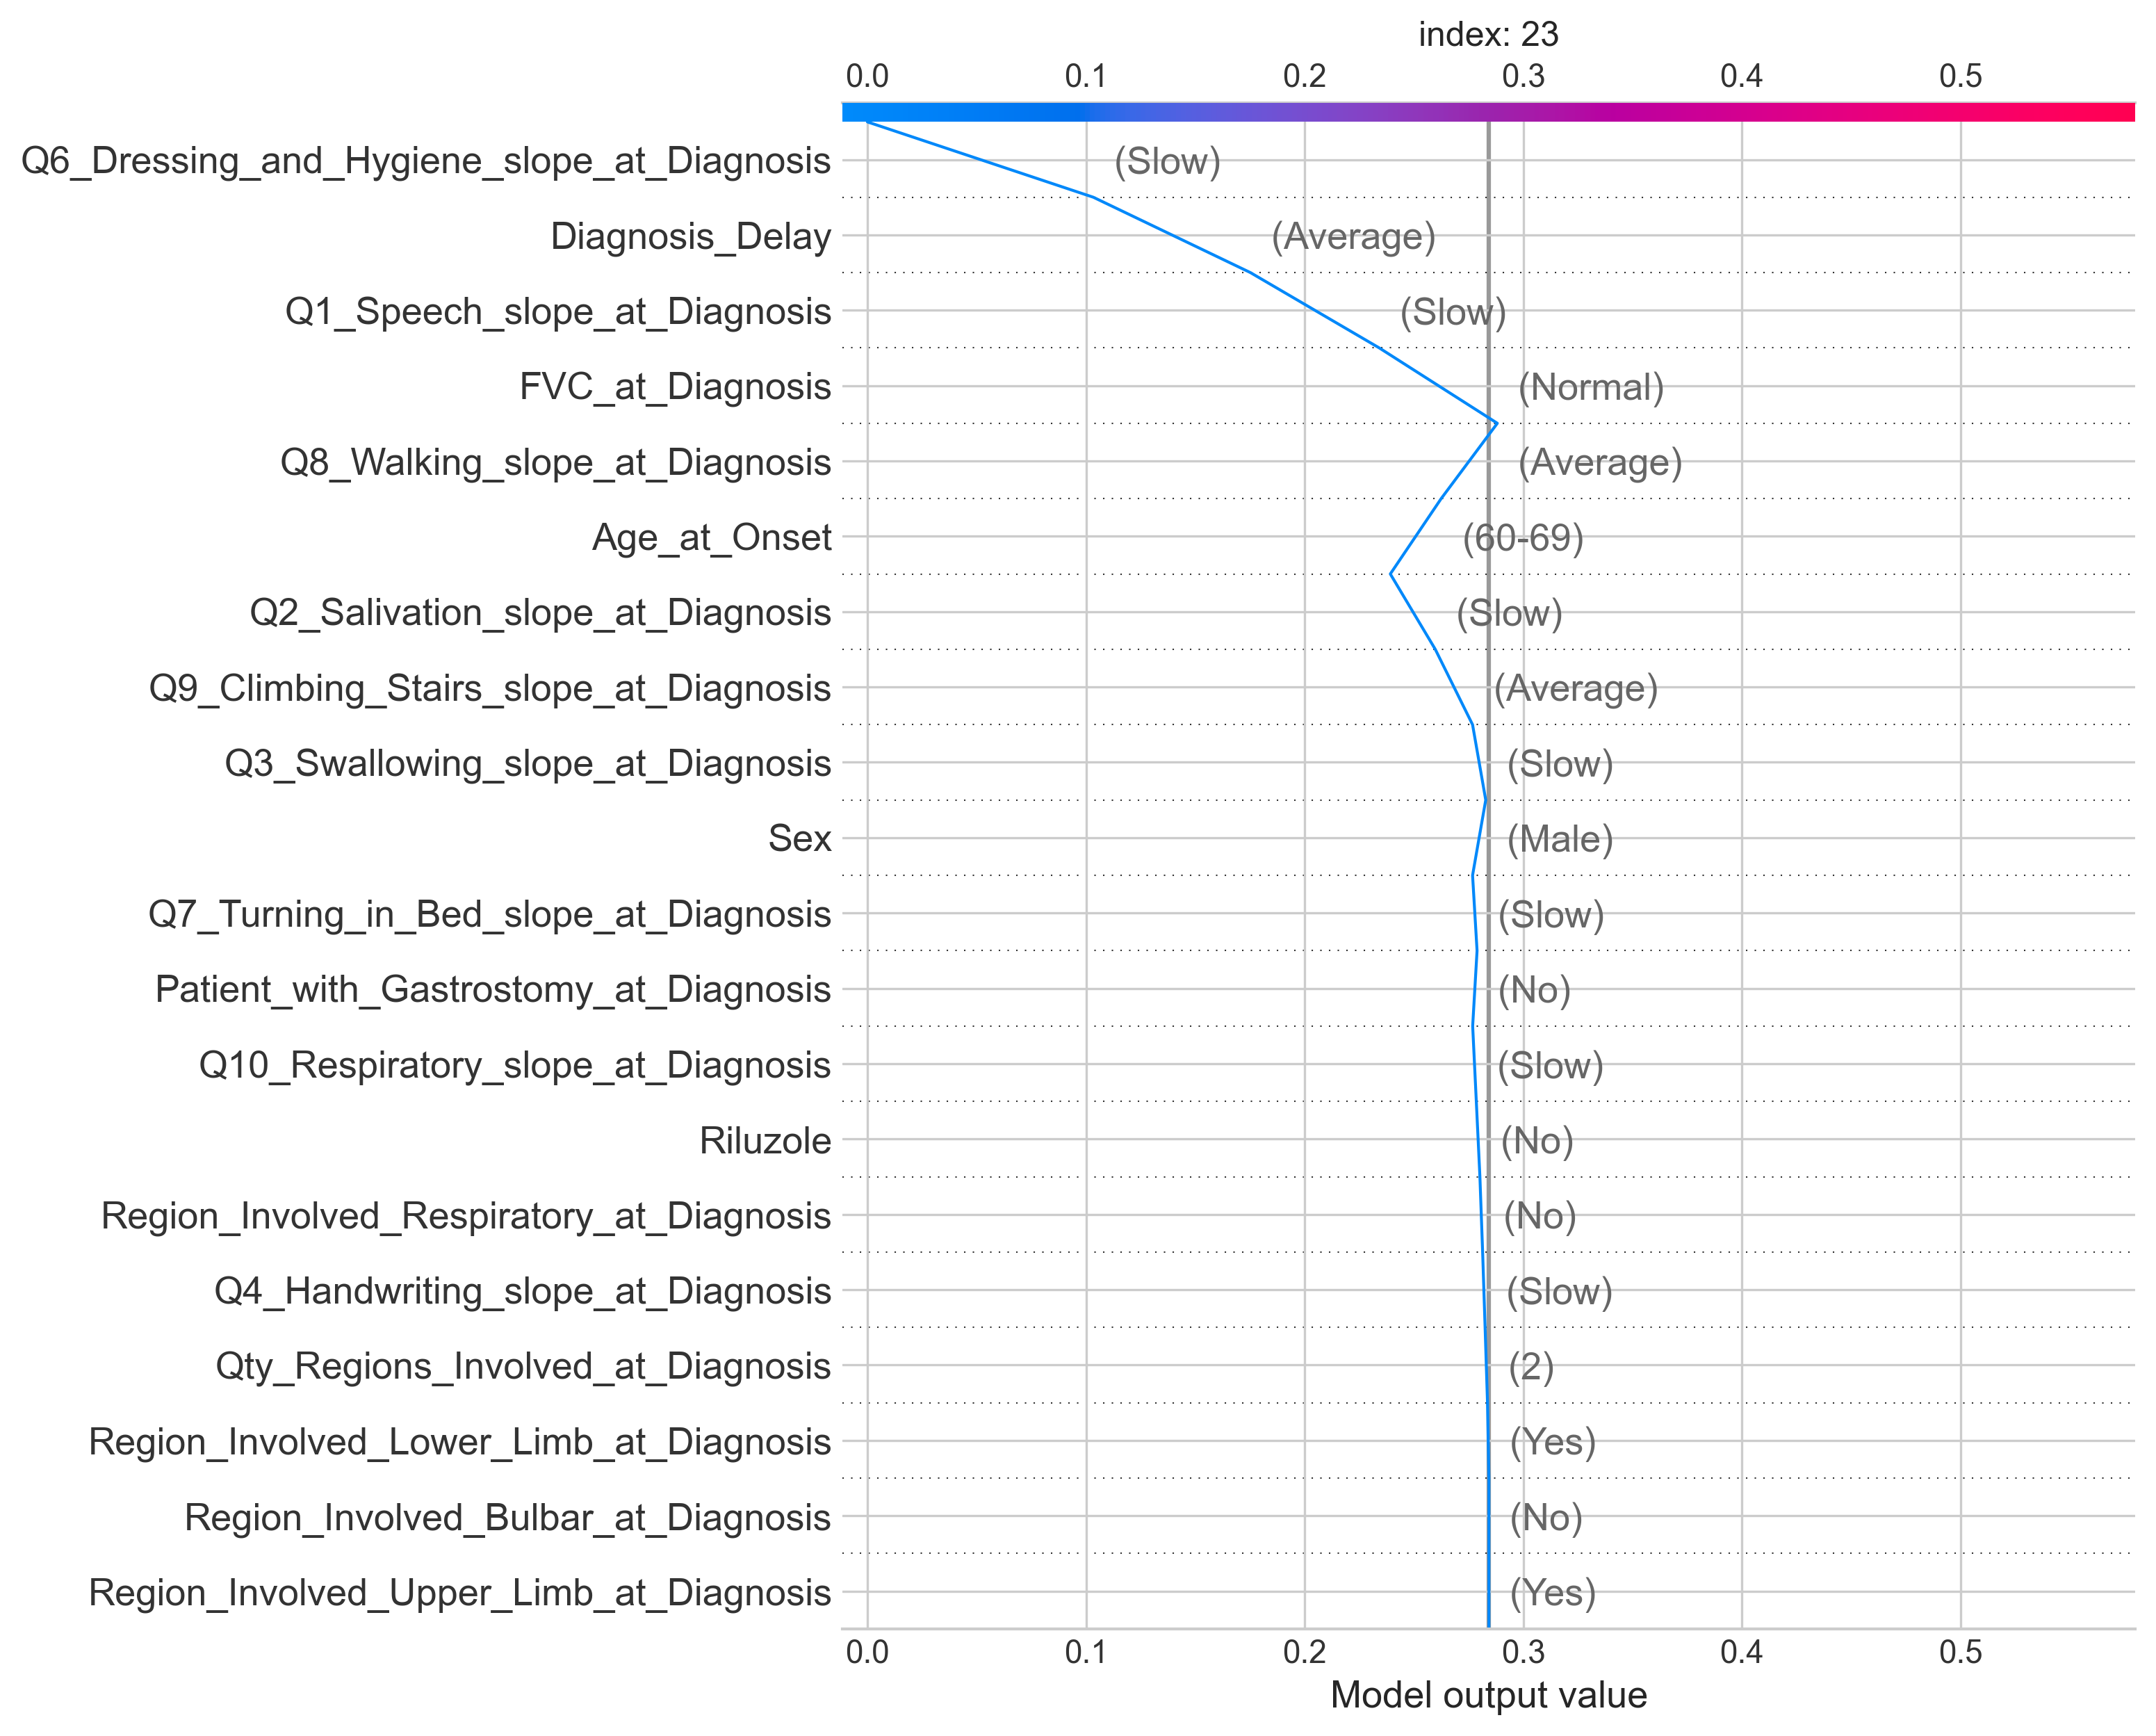 index: 23
0.0 0.1 0.2 0.3 0.4 0.5
Q6_Dressing_and_Hygiene_slope_at_Diagnosis (Slow)
Diagnosis_Delay (Average)
Q1_Speech_slope_at_Diagnosis (Slow)
FVC_at_Diagnosis (Normal)
Q8_Walking_slope_at_Diagnosis (Average)
Age_at_Onset (60-69)
Q2_Salivation_slope_at_Diagnosis (Slow)
Q9_Climbing_Stairs_slope_at_Diagnosis (Average)
Q3_Swallowing_slope_at_Diagnosis (Slow)
Sex (Male)
Q7_Turning_in_Bed_slope_at_Diagnosis (Slow)
Patient_with_Gastrostomy_at_Diagnosis (No)
Q10_Respiratory_slope_at_Diagnosis (Slow)
Riluzole (No)
Region_Involved_Respiratory_at_Diagnosis (No)
Q4_Handwriting_slope_at_Diagnosis (Slow)
Qty_Regions_Involved_at_Diagnosis (2)
Region_Involved_Lower_Limb_at_Diagnosis (Yes)
Region_Involved_Bulbar_at_Diagnosis (No)
Region_Involved_Upper_Limb_at_Diagnosis (Yes)
0.0 0.1 0.2 0.3 0.4 0.5
Model output value